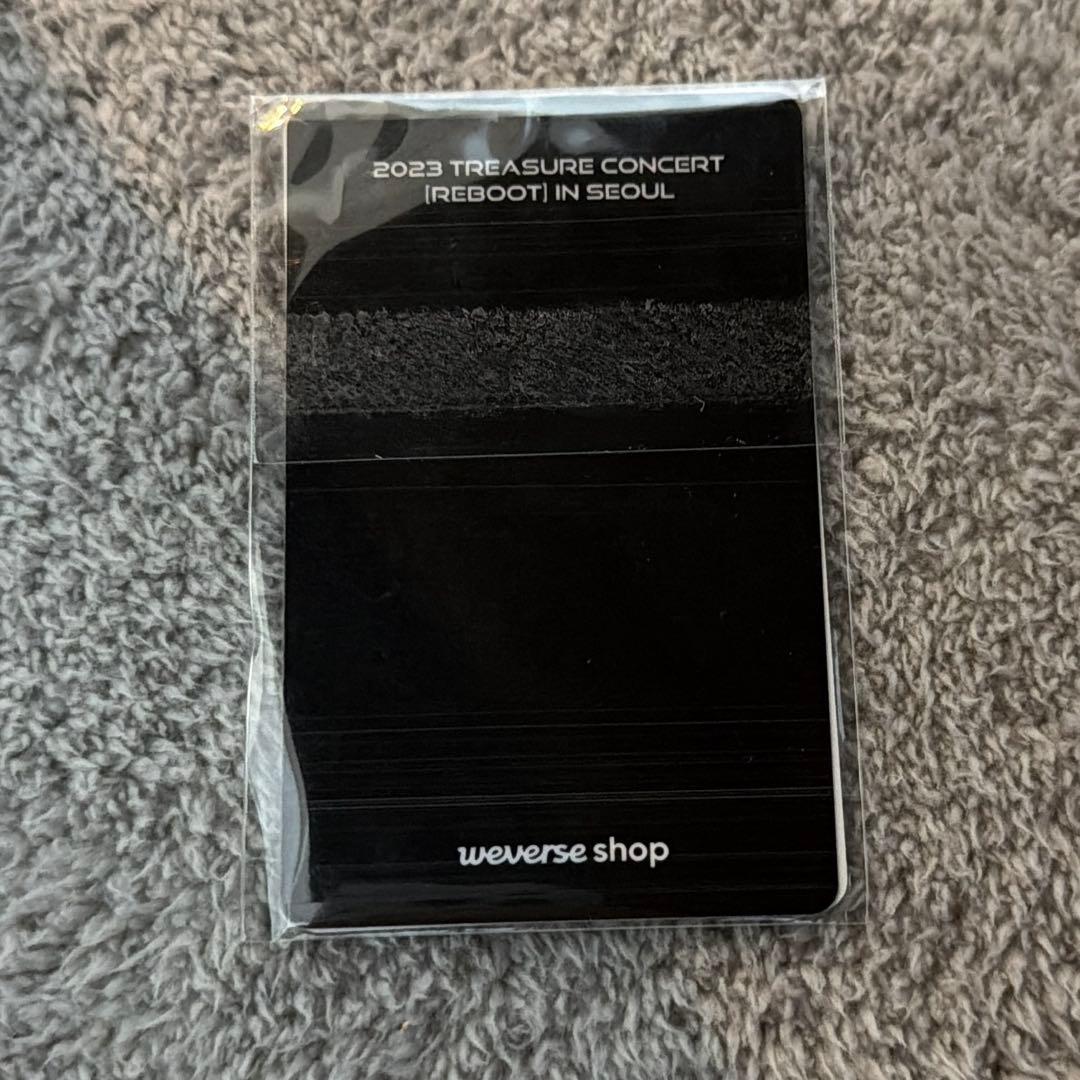 2023 TREASURE CONCERT
[REBOOT] IN SEOUL
weverse shop